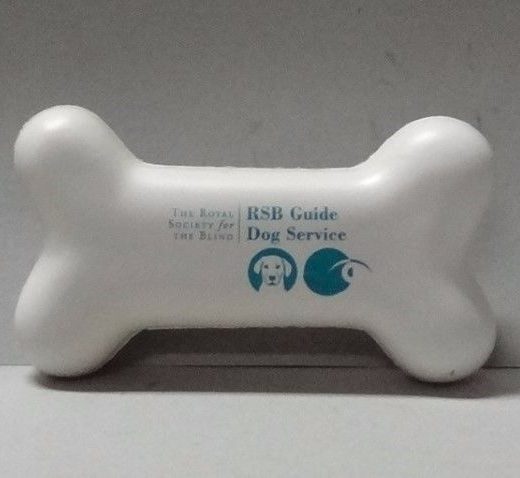 THE ROYAL
SOCIETY for
THE BLIND
RSB Guide
Dog Service